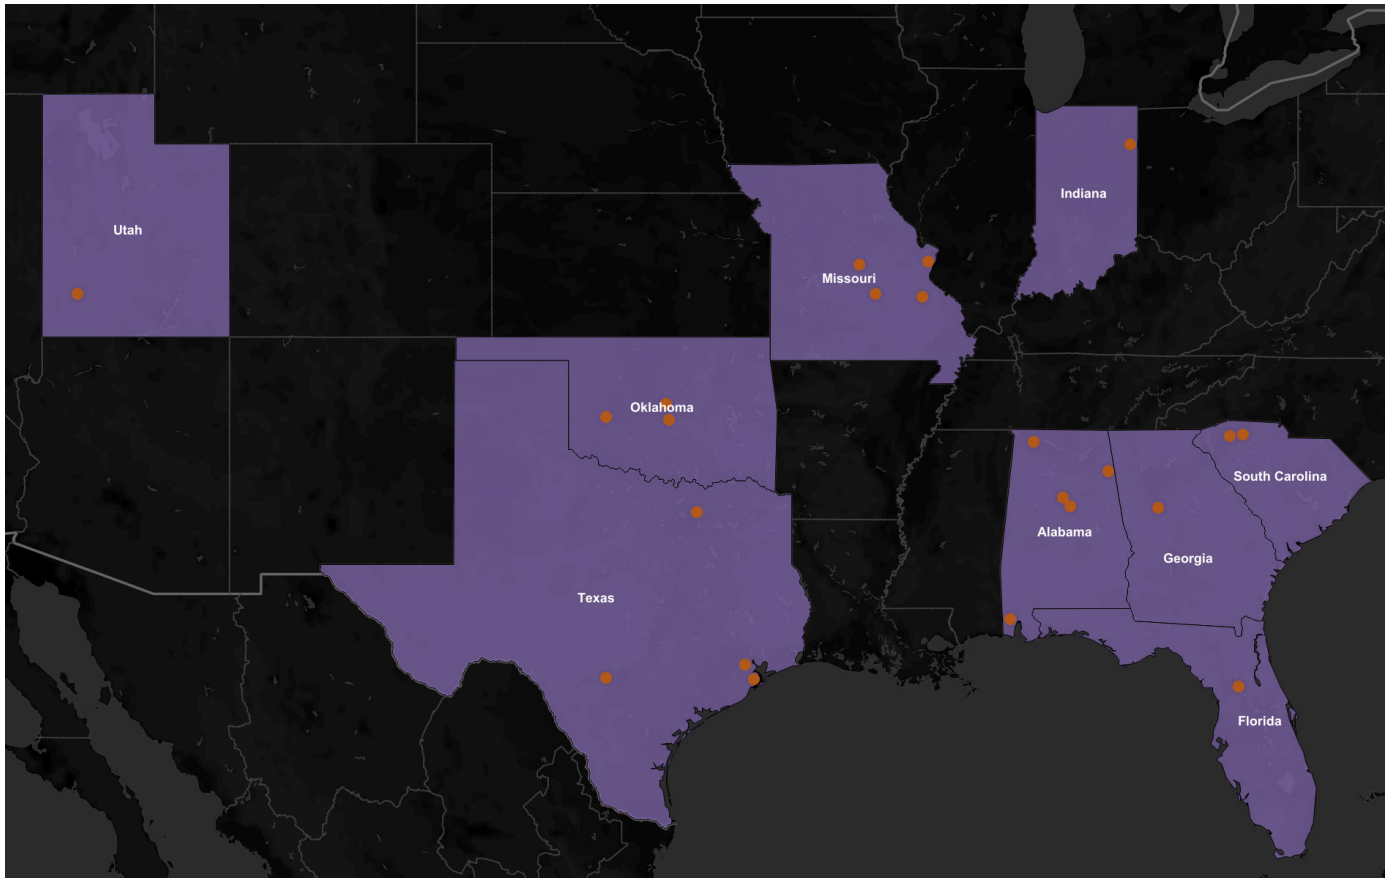 Indiana
Utah
Missouri
Oklahoma
South Carolina
Alabama
Georgia
Texas
Florida